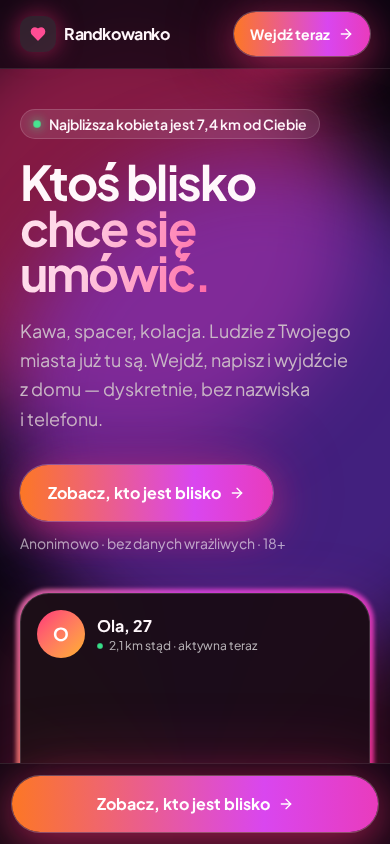 Randkowanko
Wejdź teraz →
Najbliższa kobieta jest 7,4 km od Ciebie
Ktoś blisko
chce się
umówić.
Kawa, spacer, kolacja. Ludzie z Twojego
miasta już tu są. Wejdź, napisz i wyjdźcie
z domu — dyskretnie, bez nazwiska
i telefonu.
Zobacz, kto jest blisko →
Anonimowo · bez danych wrażliwych · 18+
O
Ola, 27
2,1 km stąd · aktywna teraz
Zobacz, kto jest blisko →